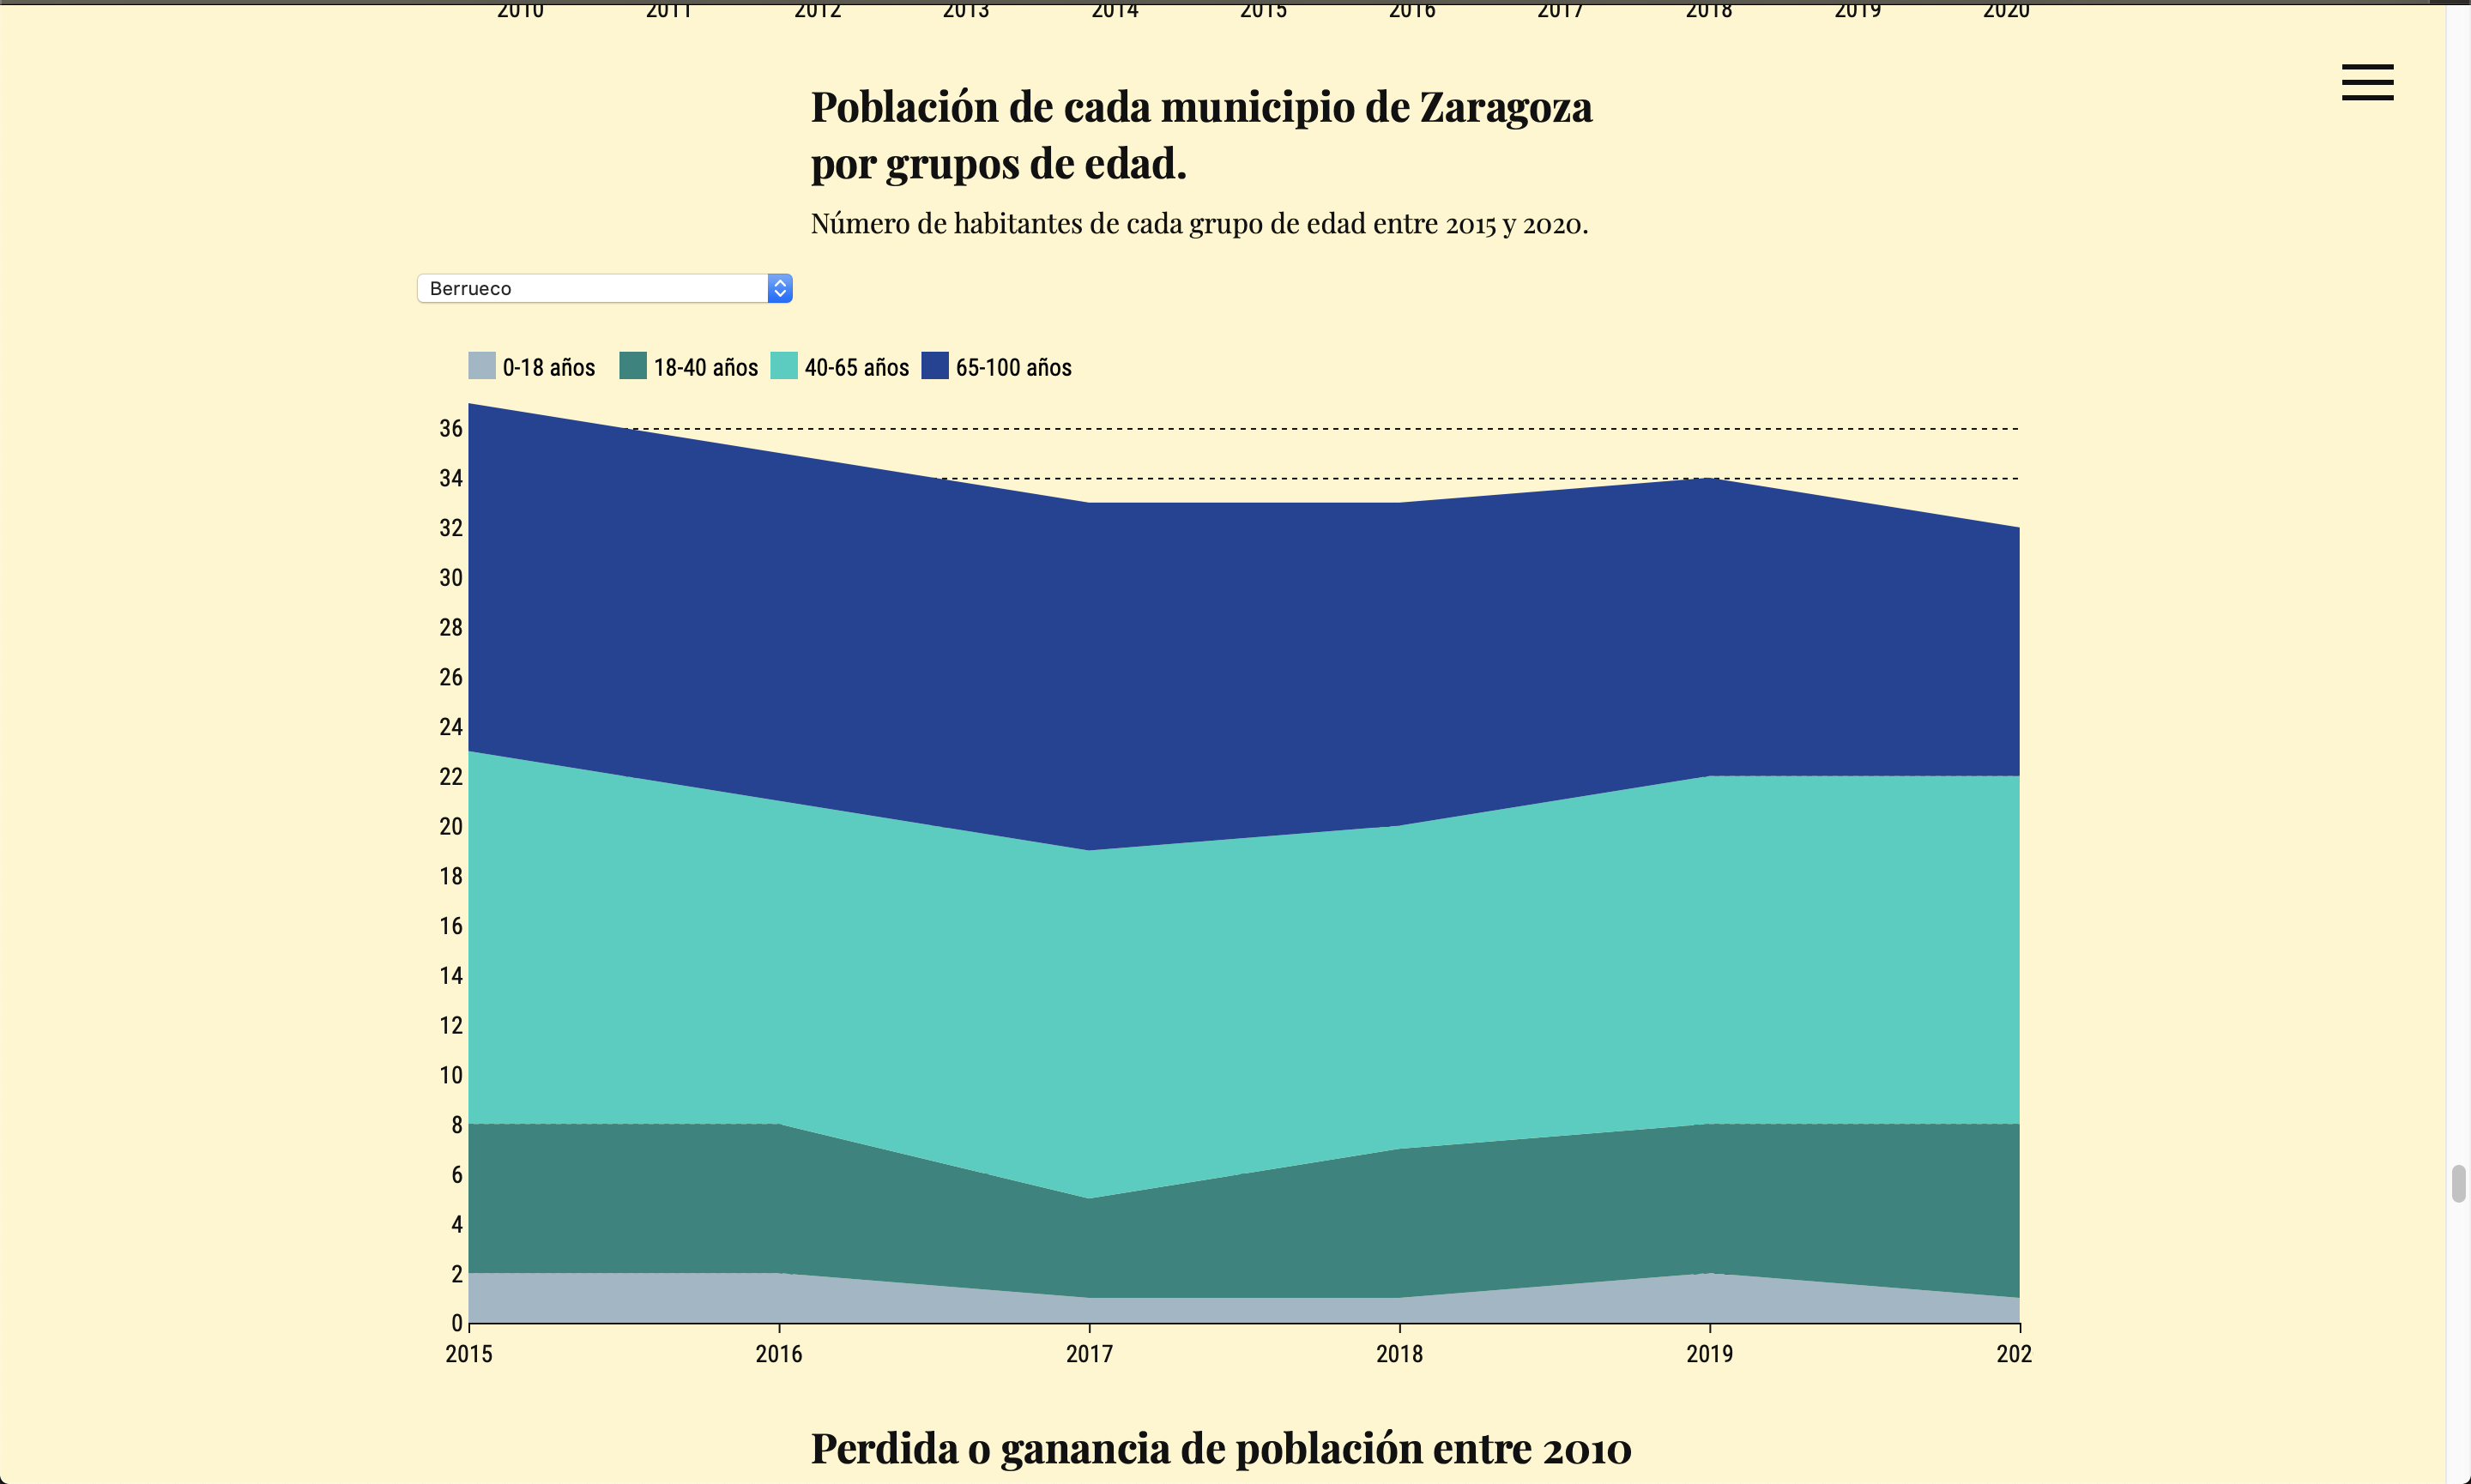 2010 2011 2012 2013 2014 2015 2016 2017 2018 2019 2020
Población de cada municipio de Zaragoza
por grupos de edad.
Número de habitantes de cada grupo de edad entre 2015 y 2020.
Berrueco
0-18 años 18-40 años 40-65 años 65-100 años
36
34
32
30
28
26
24
22
20
18
16
14
12
10
8
6
4
2
0
2015 2016 2017 2018 2019 202
Perdida o ganancia de población entre 2010